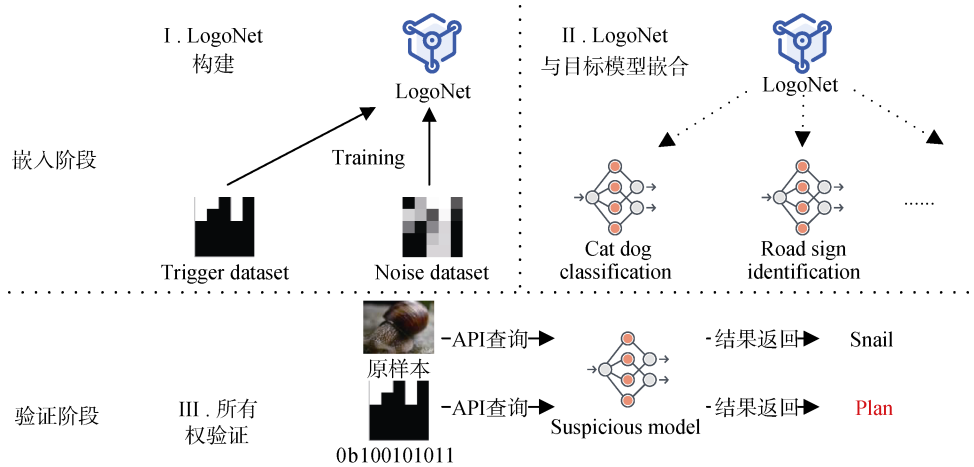 I . LogoNet
构建
LogoNet
Training
Trigger dataset
Noise dataset
嵌入阶段
II . LogoNet
与目标模型嵌合
LogoNet
Cat dog
classification
Road sign
identification
......
验证阶段
III . 所有
权验证
原样本
0b100101011
API查询
API查询
Suspicious model
结果返回
结果返回
Snail
Plan